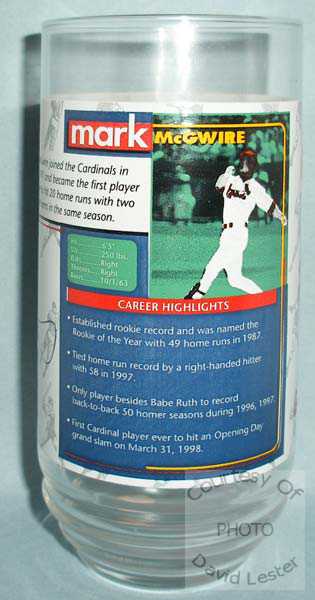 mark
McGWIRE
joined the Cardinals in
and became the first player
20 home runs with two
in the same season.
6'5"
250 lbs.
Right
Throws.. Right
Born.. 10/1/63
CAREER HIGHLIGHTS
• Established rookie record and was named the
Rookie of the Year with 49 home runs in 1987.
• Tied home run record by a right-handed hitter
with 58 in 1997.
• Only player besides Babe Ruth to record
back-to-back 50 homer seasons during 1996, 1997.
• First Cardinal player ever to hit an Opening Day
grand slam on March 31, 1998.
Courtesy Of
PHOTO
David Lester